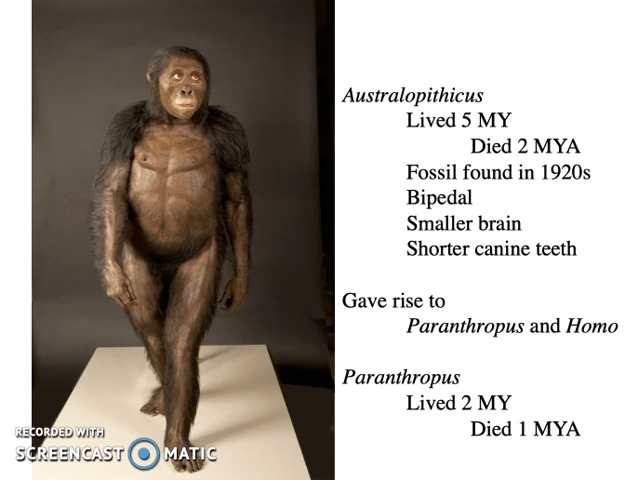 Australopithicus
Lived 5 MY
Died 2 MYA
Fossil found in 1920s
Bipedal
Smaller brain
Shorter canine teeth
Gave rise to
Paranthropus and Homo
Paranthropus
Lived 2 MY
Died 1 MYA
RECORDED WITH
SCREENCAST MATIC